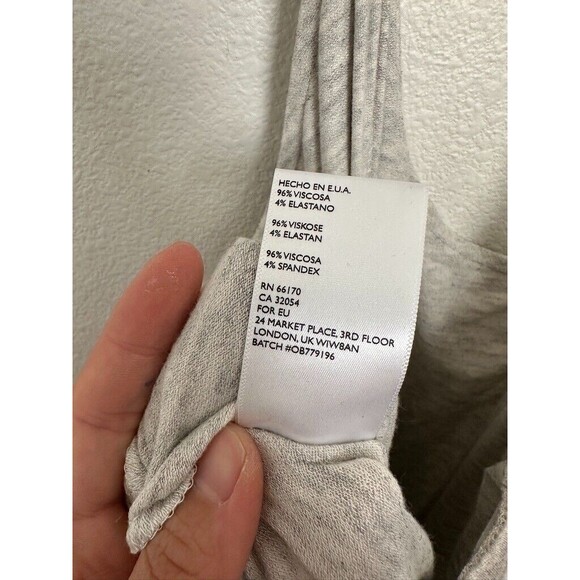 HECHO EN E.U.A.
96% VISCOSA
4% ELASTANO
96% VISKOSE
4% ELASTAN
96% VISCOSA
4% SPANDEX
RN 66170
CA 32054
FOR EU
24 MARKET PLACE, 3RD FLOOR
LONDON, UK WIW8AN
BATCH #OB779196